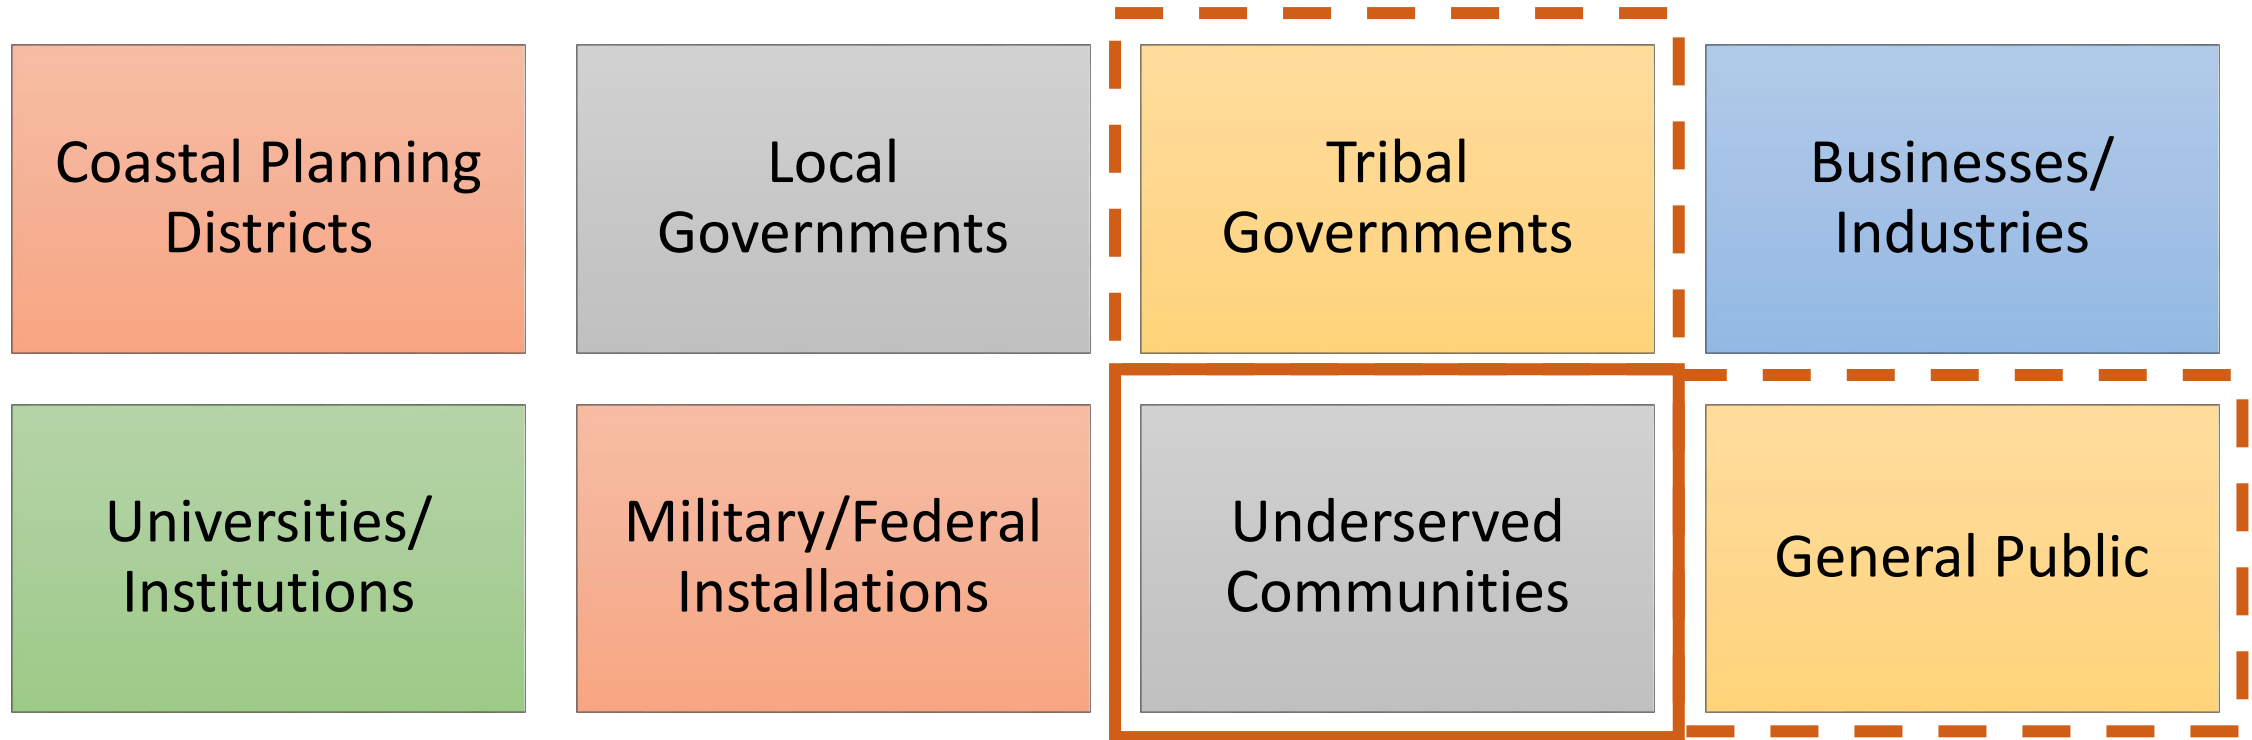 Coastal Planning
Districts
Local
Governments
Tribal
Governments
Businesses/
Industries
Universities/
Institutions
Military/Federal
Installations
Underserved
Communities
General Public